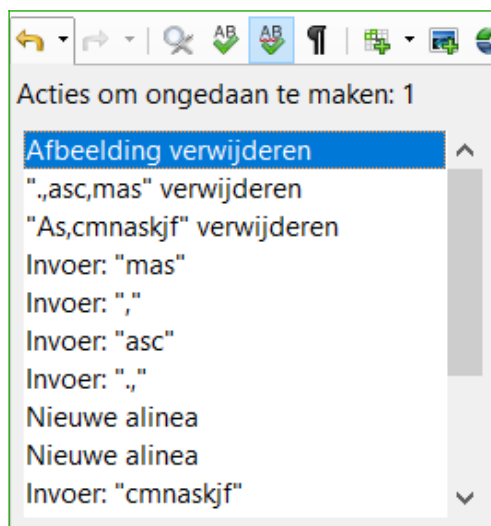 Acties om ongedaan te maken: 1
Afbeelding verwijderen
".,asc,mas" verwijderen
"As,cmnaskjf" verwijderen
Invoer: "mas"
Invoer: ","
Invoer: "asc"
Invoer: ".,"
Nieuwe alinea
Nieuwe alinea
Invoer: "cmnaskjf"